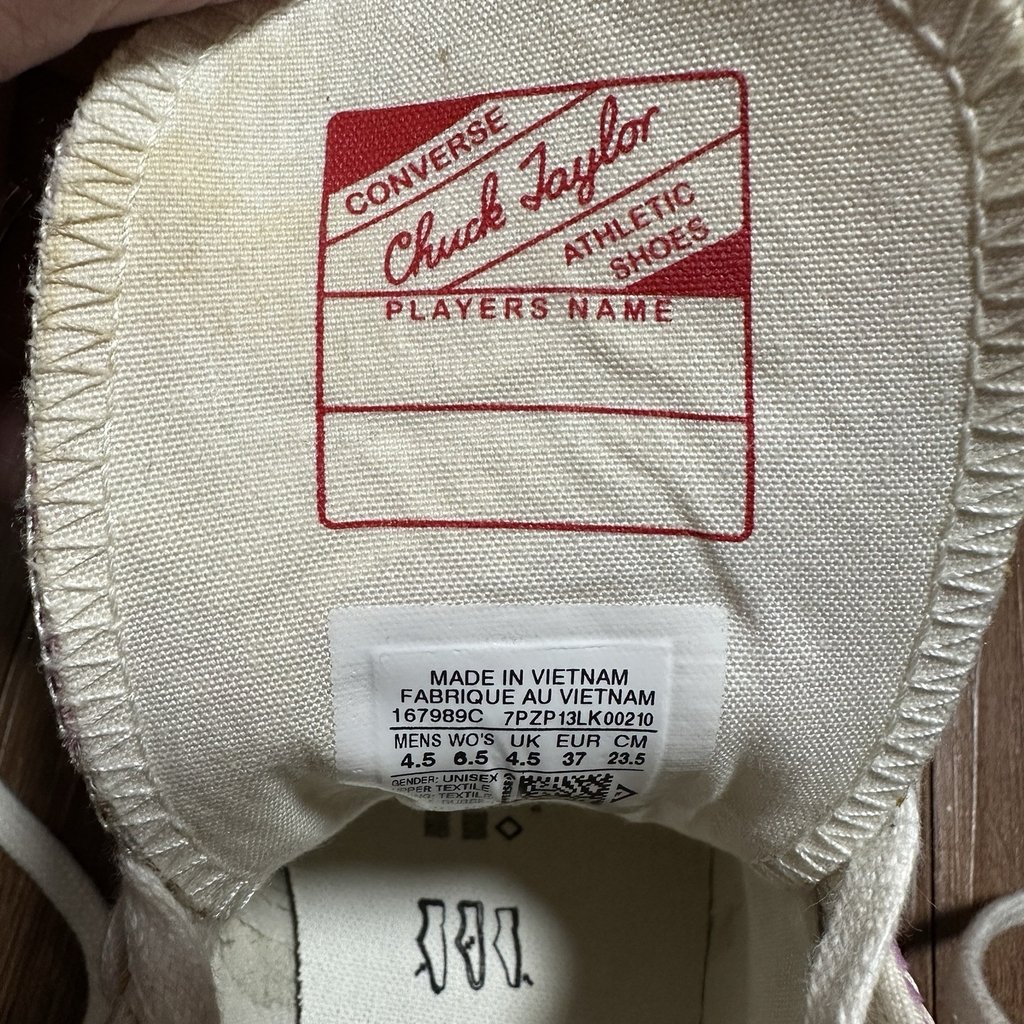 CONVERSE
Chuck Taylor
ATHLETIC
SHOES
PLAYERS NAME
MADE IN VIETNAM
FABRIQUE AU VIETNAM
167989C 7PZP13LK00210
MENS WO'S UK EUR CM
4.5 6.5 4.5 37 23.5
GENDER: UNISEX
UPPER TEXTILE